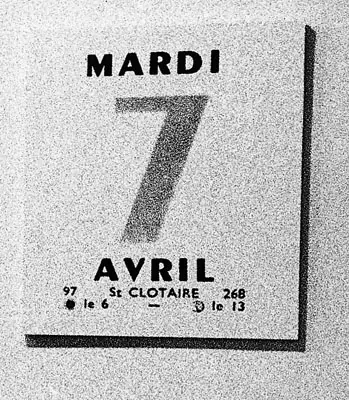 MARDI
7
AVRIL
97 St CLOTAIRE 268
le 6 — le 13